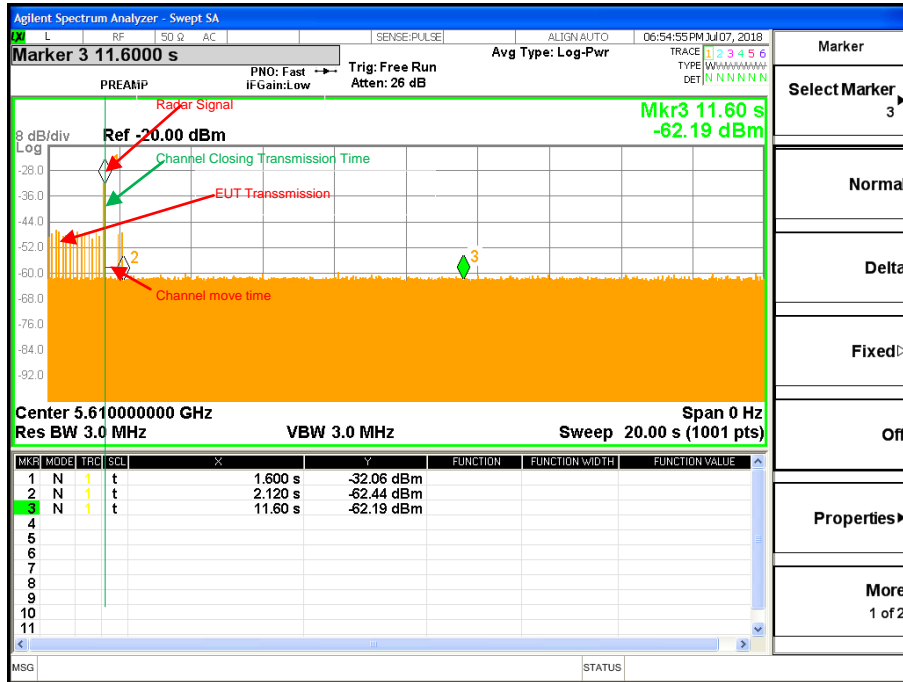 Agilent Spectrum Analyzer - Swept SA
LXI L RF 50 Ω AC SENSE:PULSE ALIGN AUTO 06:54:55 PM Jul 07, 2018
Marker 3 11.6000 s
PREAMP
PNO: Fast
IFGain:Low
Trig: Free Run
Atten: 26 dB
Avg Type: Log-Pwr
TRACE 1 2 3 4 5 6
TYPE WWWWWW
DET N N N N N N
Mkr3 11.60 s
-62.19 dBm
8 dB/div Ref -20.00 dBm
Log
Radar Signal
Channel Closing Transmission Time
EUT Transsmission
Channel move time
1
2
3
-28.0
-36.0
-44.0
-52.0
-60.0
-68.0
-76.0
-84.0
-92.0
Center 5.610000000 GHz Span 0 Hz
Res BW 3.0 MHz VBW 3.0 MHz Sweep 20.00 s (1001 pts)
MKR MODE TRC SCL X Y FUNCTION FUNCTION WIDTH FUNCTION VALUE
1 N 1 t 1.600 s -32.06 dBm
2 N 1 t 2.120 s -62.44 dBm
3 N 1 t 11.60 s -62.19 dBm
4
5
6
7
8
9
10
11
MSG STATUS
Marker
Select Marker
3
Normal
Delta
Fixed
Off
Properties
More
1 of 2